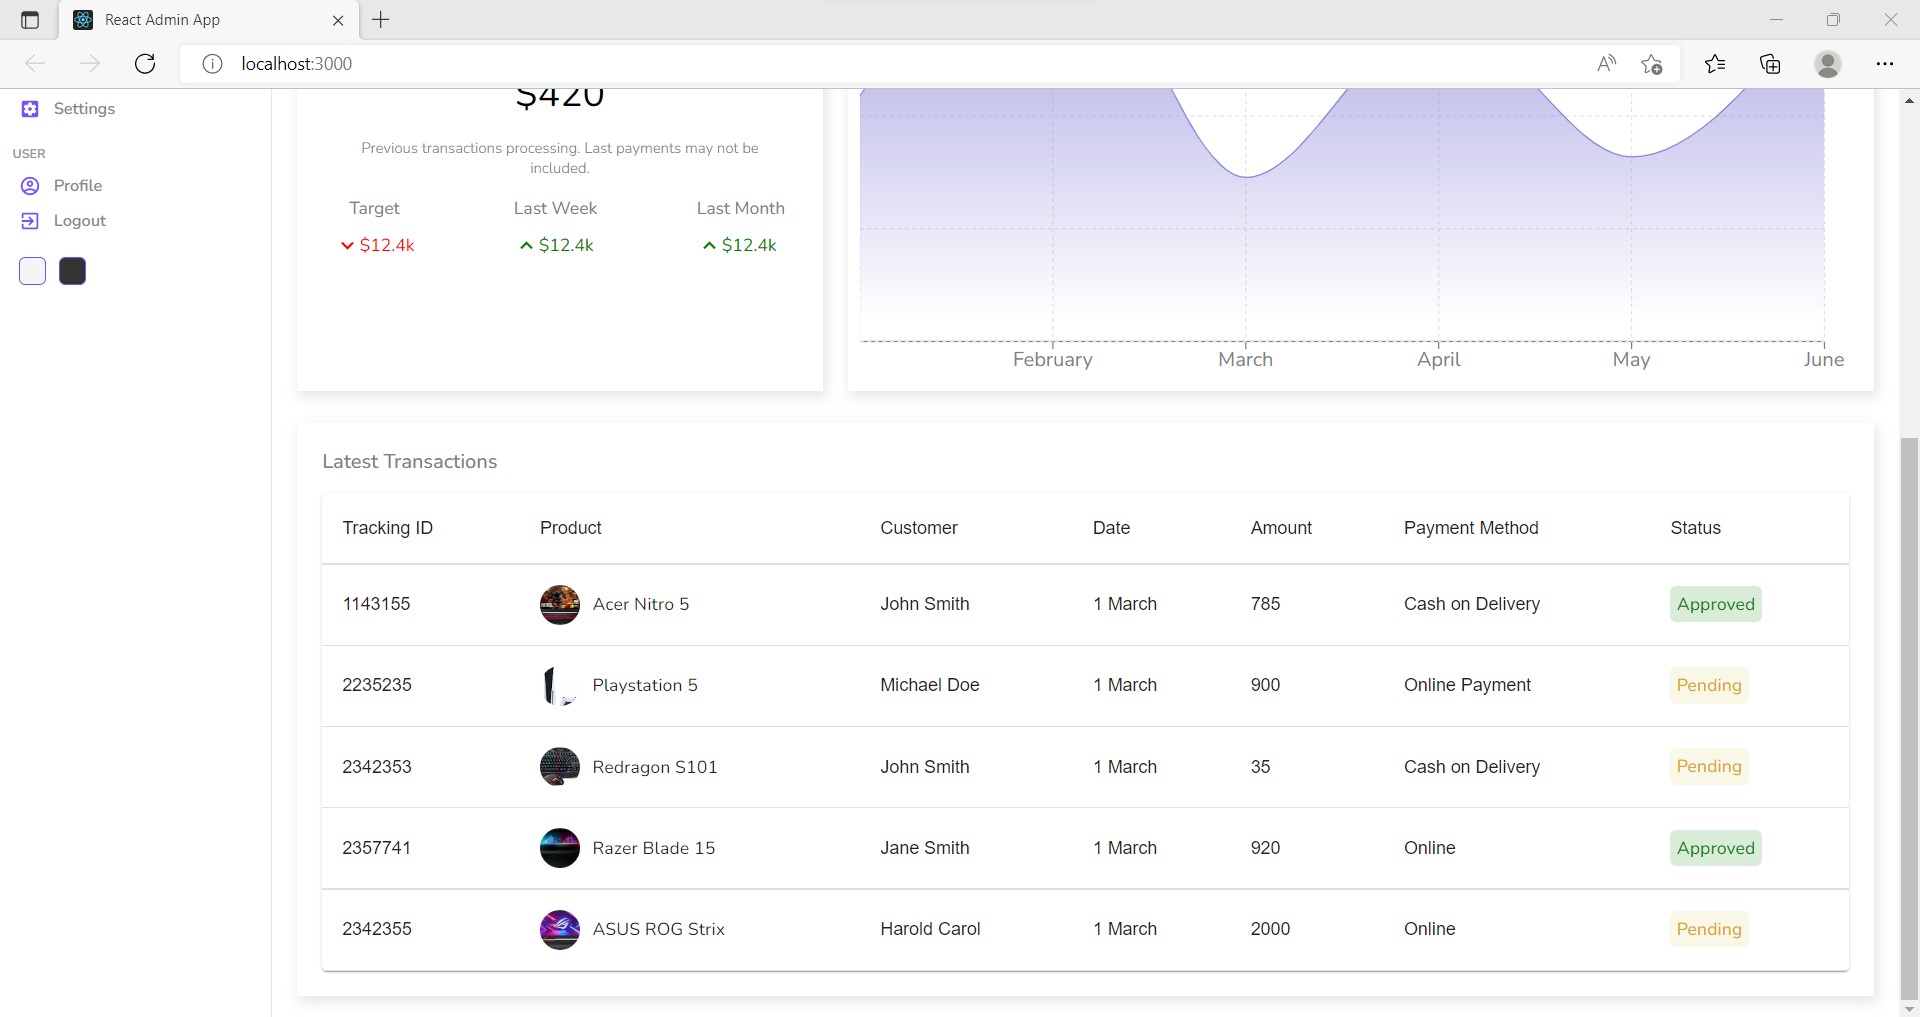 React Admin App
localhost:3000
Settings
USER
Profile
Logout
$420
Previous transactions processing. Last payments may not be
included.
Target Last Week Last Month
$12.4k $12.4k $12.4k
February March April May June
Latest Transactions
Tracking ID Product Customer Date Amount Payment Method Status
1143155 Acer Nitro 5 John Smith 1 March 785 Cash on Delivery Approved
2235235 Playstation 5 Michael Doe 1 March 900 Online Payment Pending
2342353 Redragon S101 John Smith 1 March 35 Cash on Delivery Pending
2357741 Razer Blade 15 Jane Smith 1 March 920 Online Approved
2342355 ASUS ROG Strix Harold Carol 1 March 2000 Online Pending